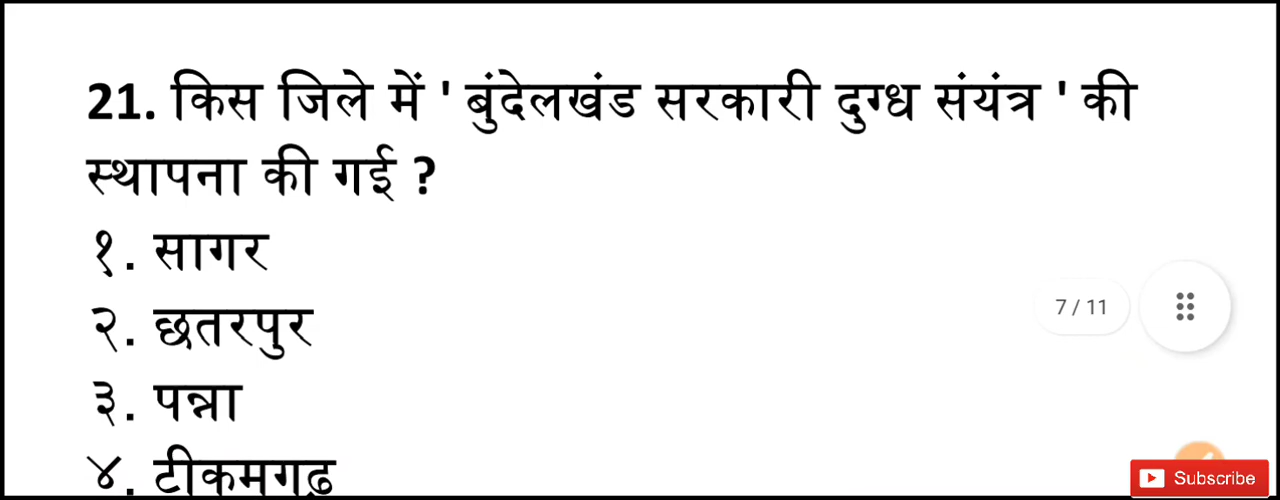 21. किस जिले में ' बुंदेलखंड सरकारी दुग्ध संयंत्र ' की
स्थापना की गई ?
१. सागर
२. छतरपुर
7 / 11
३. पन्ना
४. टीकमगढ़
Subscribe